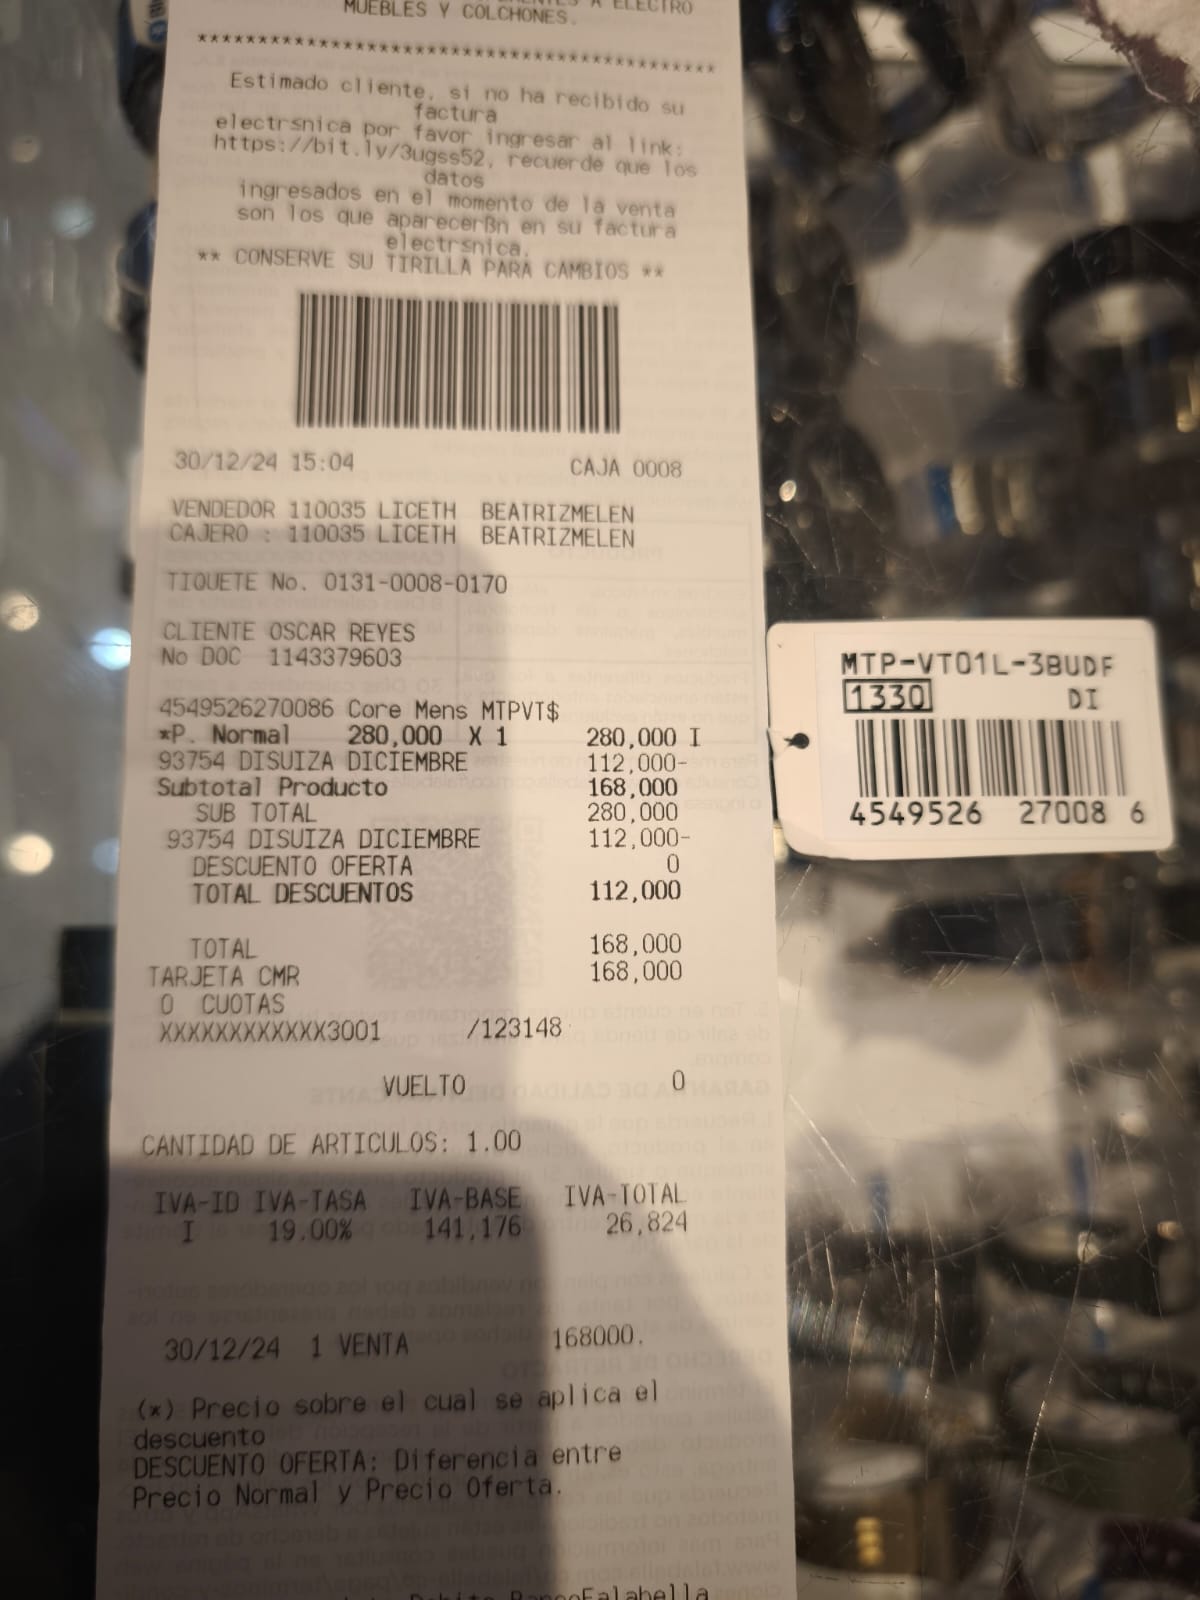 A ELECTRO
MUEBLES Y COLCHONES.
******************************************
Estimado cliente, si no ha recibido su
factura
electrsnica por favor ingresar al link:
https://bit.ly/3ugss52, recuerde que los
datos
ingresados en el momento de la venta
son los que aparecerßn en su factura
electrsnica.
** CONSERVE SU TIRILLA PARA CAMBIOS **
30/12/24 15:04 CAJA 0008
VENDEDOR 110035 LICETH BEATRIZMELEN
CAJERO : 110035 LICETH BEATRIZMELEN
TIQUETE No. 0131-0008-0170
CLIENTE OSCAR REYES
No DOC 1143379603
4549526270086 Core Mens MTPVT$
*P. Normal 280,000 X 1 280,000 I
93754 DISUIZA DICIEMBRE 112,000-
Subtotal Producto 168,000
SUB TOTAL 280,000
93754 DISUIZA DICIEMBRE 112,000-
DESCUENTO OFERTA 0
TOTAL DESCUENTOS 112,000
TOTAL 168,000
TARJETA CMR 168,000
0 CUOTAS
XXXXXXXXXXXX3001 /123148
VUELTO 0
CANTIDAD DE ARTICULOS: 1.00
IVA-ID IVA-TASA IVA-BASE IVA-TOTAL
I 19.00% 141,176 26,824
30/12/24 1 VENTA 168000.
(*) Precio sobre el cual se aplica el
descuento
DESCUENTO OFERTA: Diferencia entre
Precio Normal y Precio Oferta.
MTP-VT01L-3BUDF
1330 DI
4549526 27008 6